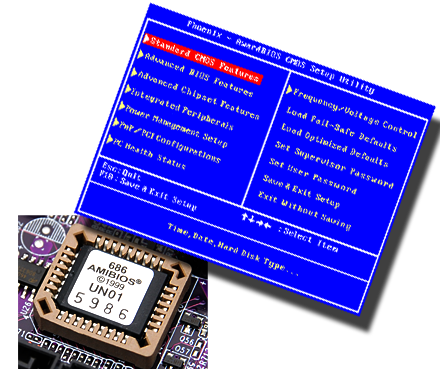 Phoenix - AwardBIOS CMOS Setup Utility
Standard CMOS Features
Advanced BIOS Features
Advanced Chipset Features
Integrated Peripherals
Power Management Setup
PnP/PCI Configurations
PC Health Status
Frequency/Voltage Control
Load Fail-Safe Defaults
Load Optimized Defaults
Set Supervisor Password
Set User Password
Save & Exit Setup
Exit Without Saving
Esc: Quit
F10: Save & Exit Setup
↑↓→← : Select Item
Time, Date, Hard Disk Type...
686
AMIBIOS®
©1999
UN01
5986
Q56
Q57